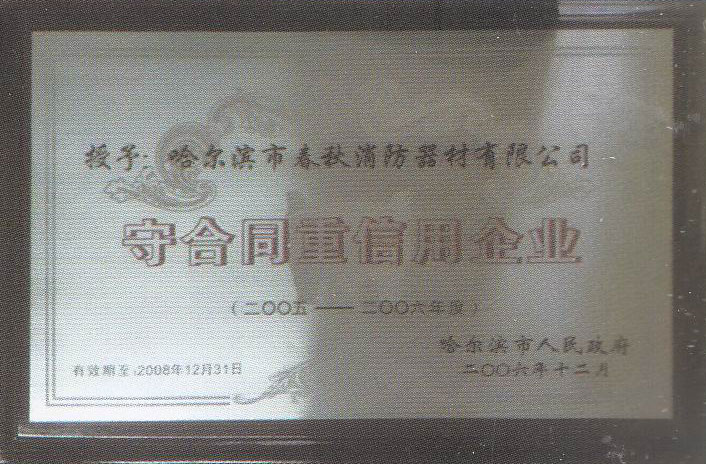 授予：哈尔滨市春秋消防器材有限公司
守合同重信用企业
（二〇〇五——二〇〇六年度）
哈尔滨市人民政府
有效期至:2008年12月31日
二〇〇六年十二月